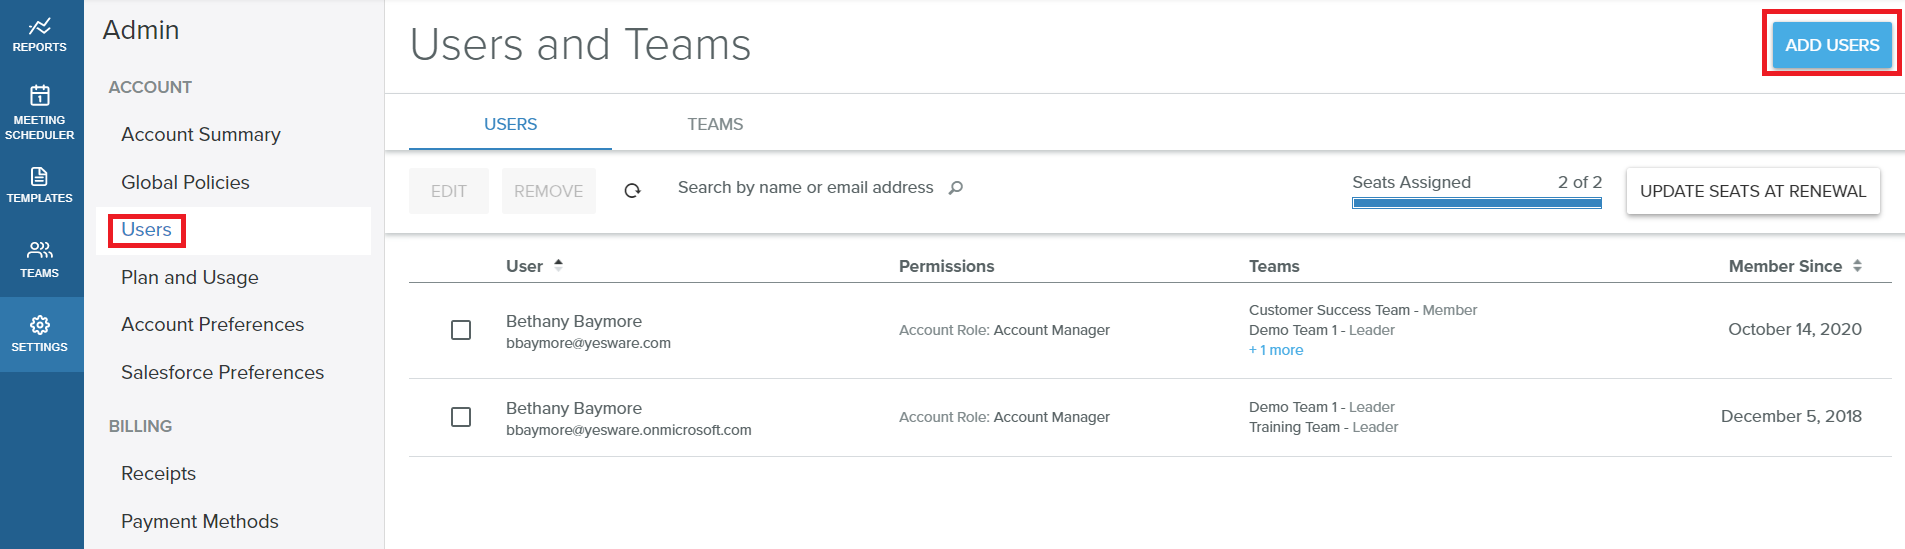 REPORTS
MEETING
SCHEDULER
TEMPLATES
TEAMS
SETTINGS
Admin
ACCOUNT
Account Summary
Global Policies
Users
Plan and Usage
Account Preferences
Salesforce Preferences
BILLING
Receipts
Payment Methods
Users and Teams
ADD USERS
USERS TEAMS
EDIT REMOVE Search by name or email address Seats Assigned 2 of 2 UPDATE SEATS AT RENEWAL
User Permissions Teams Member Since
Bethany Baymore
bbaymore@yesware.com
Account Role: Account Manager
Customer Success Team - Member
Demo Team 1 - Leader
+ 1 more
October 14, 2020
Bethany Baymore
bbaymore@yesware.onmicrosoft.com
Account Role: Account Manager
Demo Team 1 - Leader
Training Team - Leader
December 5, 2018